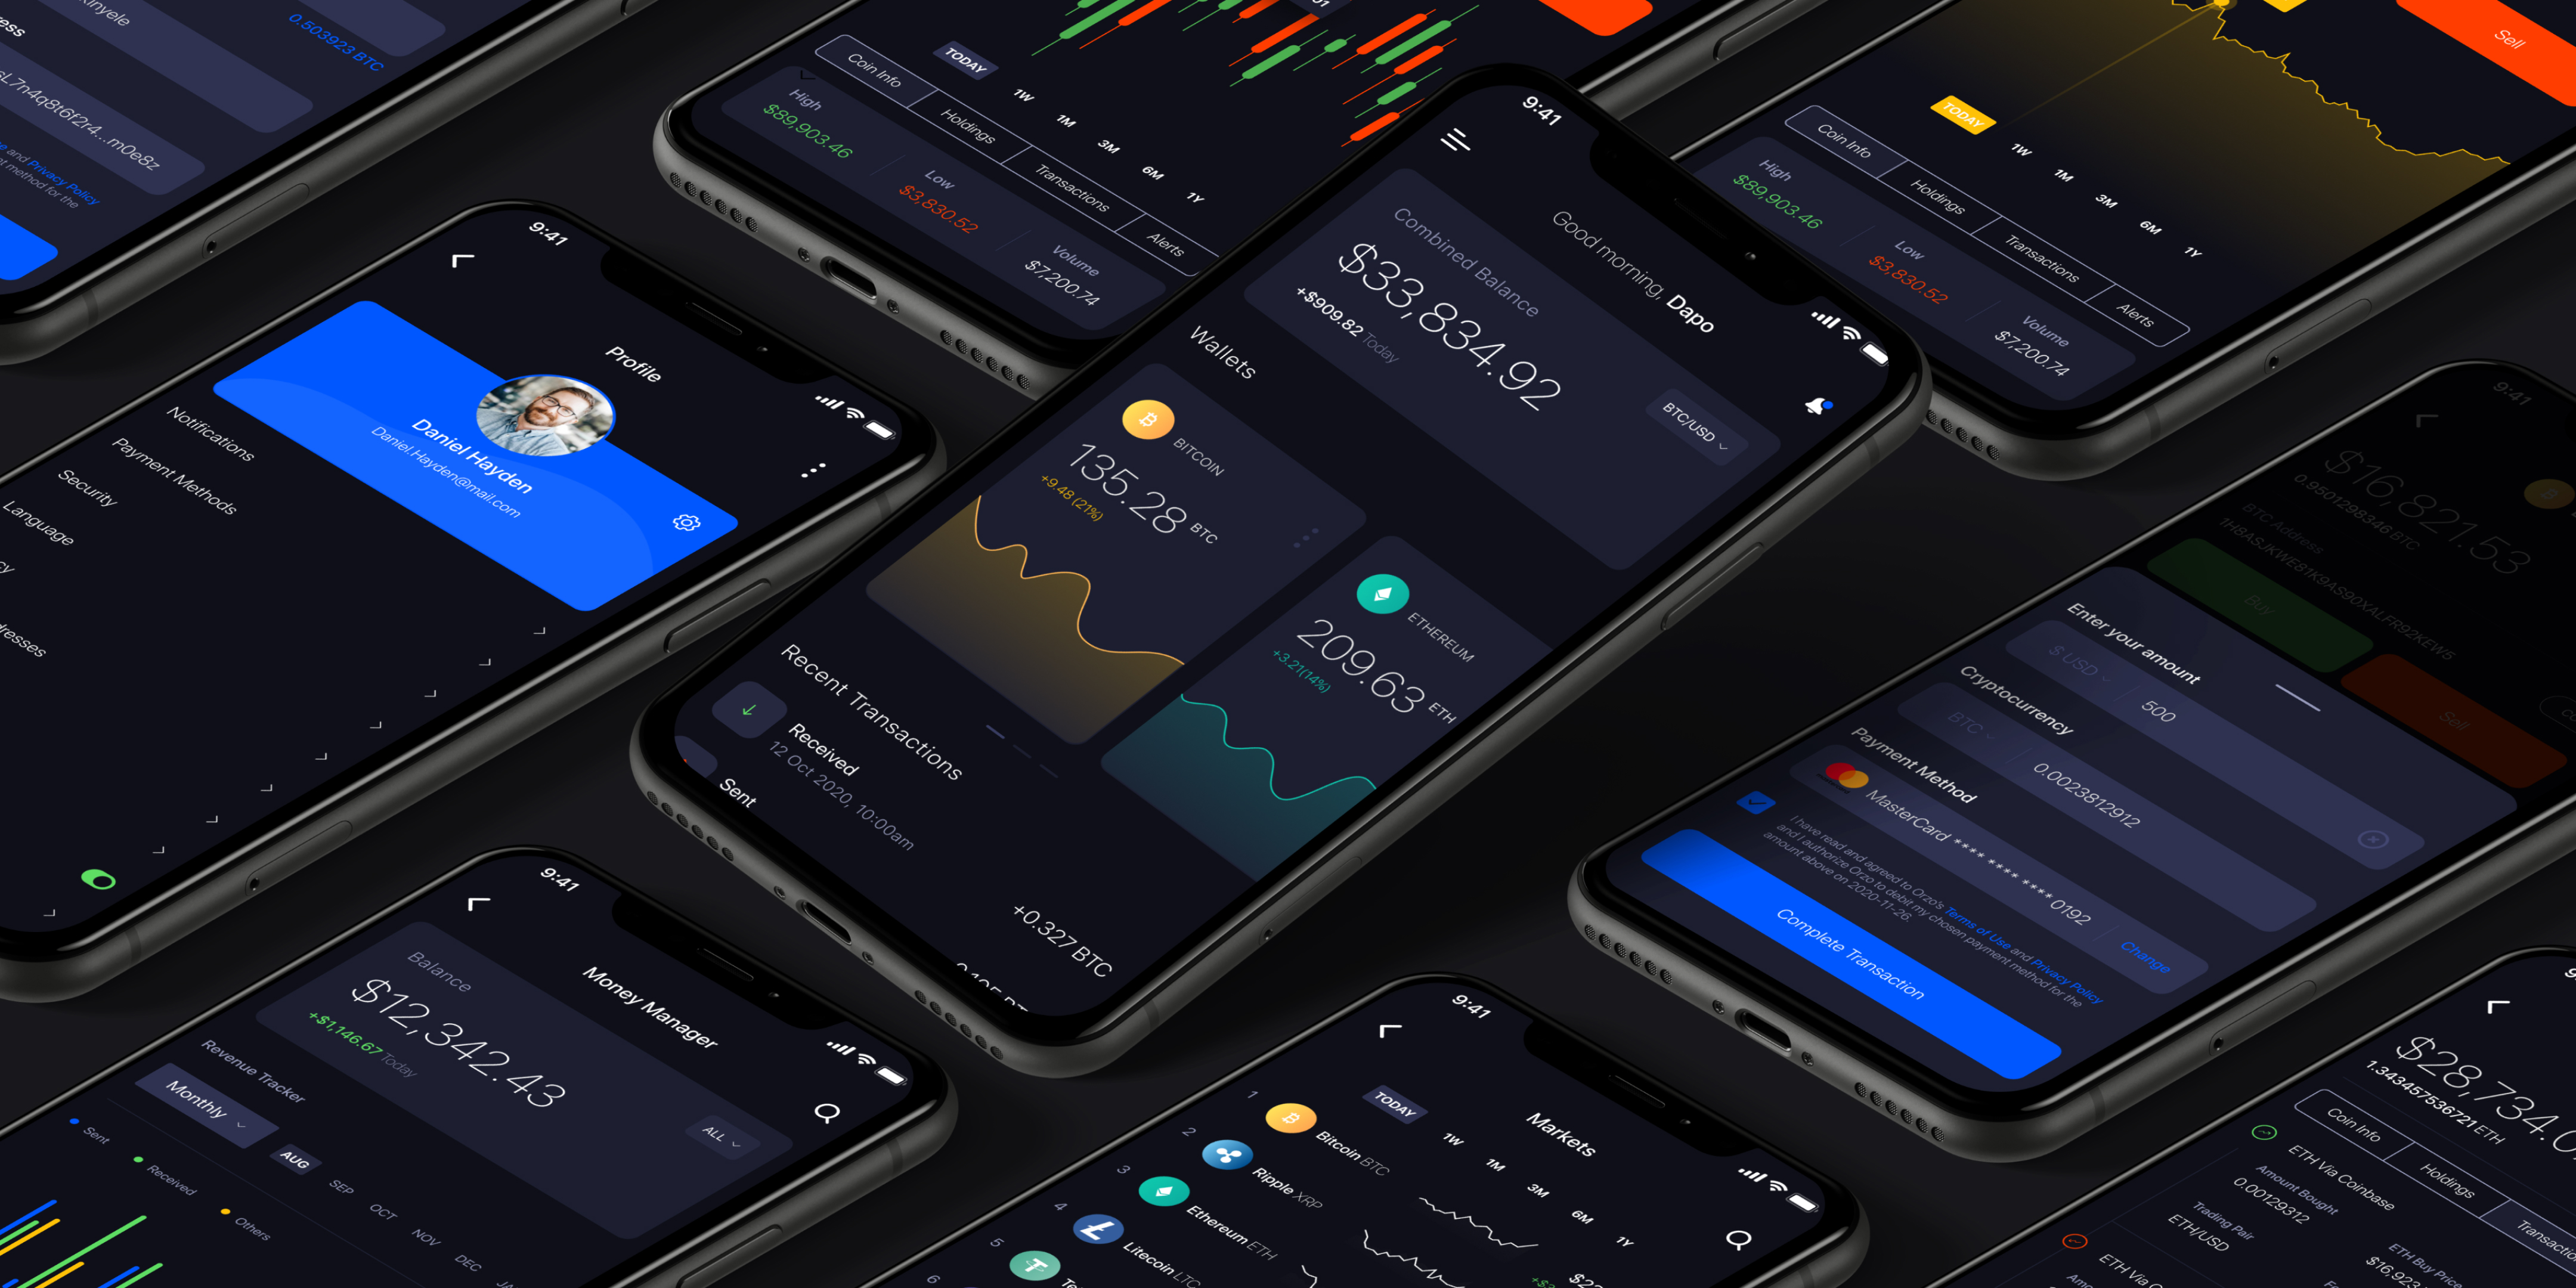 0.503923 BTC
sL7n4q8t6f2r4...m0e8z
and Privacy Policy
method for the
TODAY
1W
1M
3M
6M
1Y
Coin Info
Holdings
Transactions
Alerts
High
$89,903.46
Low
$3,830.52
Volume
$7,200.74
Sell
TODAY
1W
1M
3M
6M
1Y
Coin Info
Holdings
Transactions
Alerts
High
$89,903.46
Low
$3,830.52
Volume
$7,200.74
9:41
Profile
Daniel Hayden
Daniel.Hayden@mail.com
Notifications
Payment Methods
Security
Language
9:41
Good morning, Dapo
Combined Balance
$33,834.92
+$909.82 Today
BTC/USD
Wallets
BITCOIN
135.28 BTC
+9.48 (21%)
ETHEREUM
209.63 ETH
+3.21(14%)
Recent Transactions
Received
12 Oct 2020, 10:00am
+0.327 BTC
Sent
9:41
$16,821.53
0.9501298346 BTC
BTC Address
1H8ASJKWE81K9AS90XALFR92KEW5
Buy
Sell
Enter your amount
$ USD
500
Cryptocurrency
BTC
0.0023812912
Payment Method
MasterCard **** **** **** 0192
Change
I have read and agreed to Orzo's Terms of Use and Privacy Policy
and I authorize Orzo to debit my chosen payment method for the
amount above on 2020-11-26.
Complete Transaction
9:41
Money Manager
Balance
$12,342.43
+$1,146.67 Today
ALL
Revenue Tracker
Monthly
AUG
SEP
OCT
NOV
DEC
Sent
Received
Others
9:41
Markets
TODAY
1W
1M
3M
6M
1Y
1
Bitcoin BTC
2
Ripple XRP
3
Ethereum ETH
4
Litecoin LTC
5
6
$28,734.0
1.343457536721 ETH
Coin Info
Holdings
ETH Via Coinbase
Amount Bought
0.00129312
Trading Pair
ETH/USD
ETH Buy Price
ETH Via